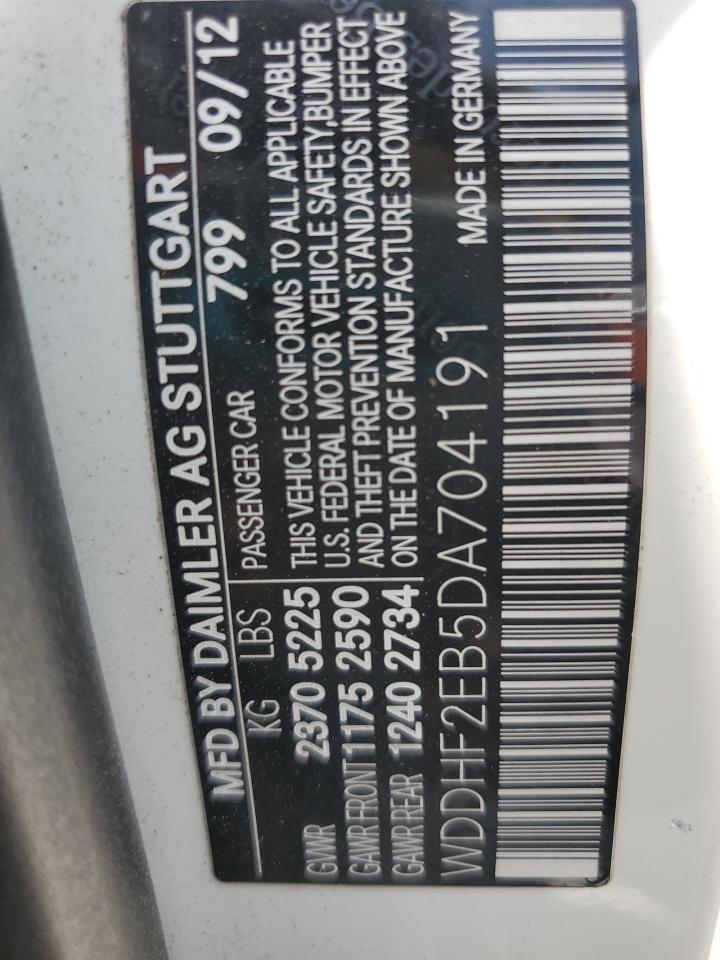 MFD BY DAIMLER AG STUTTGART
799 09/12
KG LBS PASSENGER CAR
GVWR 2370 5225 THIS VEHICLE CONFORMS TO ALL APPLICABLE
U.S. FEDERAL MOTOR VEHICLE SAFETY,BUMPER
GAWR FRONT 1175 2590 AND THEFT PREVENTION STANDARDS IN EFFECT
GAWR REAR 1240 2734 ON THE DATE OF MANUFACTURE SHOWN ABOVE
WDDHF2EB5DA704191 MADE IN GERMANY